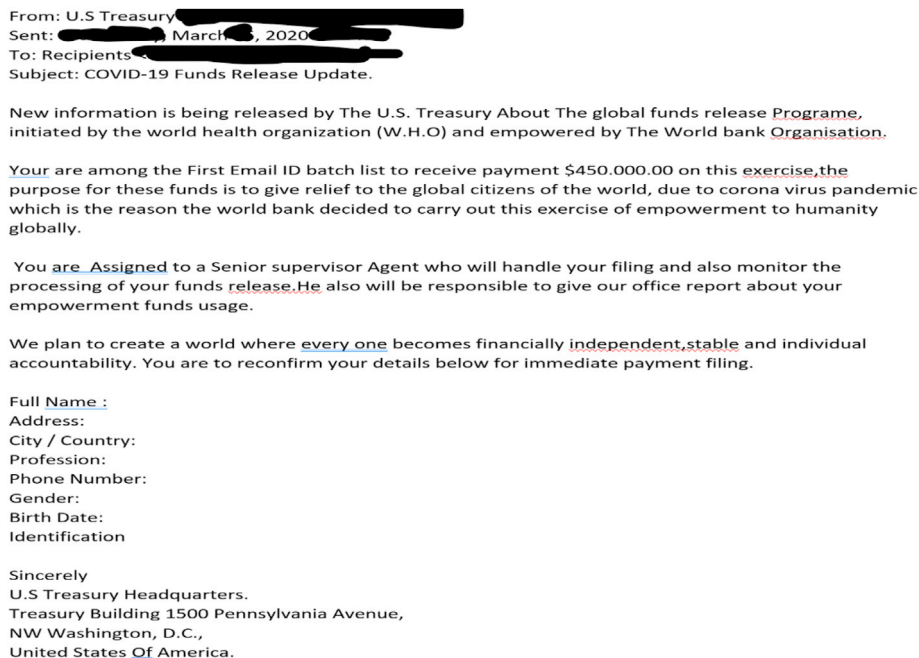 From: U.S Treasury
Sent: March , 2020
To: Recipients
Subject: COVID-19 Funds Release Update.
New information is being released by The U.S. Treasury About The global funds release Programe,
initiated by the world health organization (W.H.O) and empowered by The World bank Organisation.
Your are among the First Email ID batch list to receive payment $450.000.00 on this exercise,the
purpose for these funds is to give relief to the global citizens of the world, due to corona virus pandemic
which is the reason the world bank decided to carry out this exercise of empowerment to humanity
globally.
You are  Assigned to a Senior supervisor Agent who will handle your filing and also monitor the
processing of your funds release.He also will be responsible to give our office report about your
empowerment funds usage.
We plan to create a world where every one becomes financially independent,stable and individual
accountability. You are to reconfirm your details below for immediate payment filing.
Full Name :
Address:
City / Country:
Profession:
Phone Number:
Gender:
Birth Date:
Identification
Sincerely
U.S Treasury Headquarters.
Treasury Building 1500 Pennsylvania Avenue,
NW Washington, D.C.,
United States Of America.